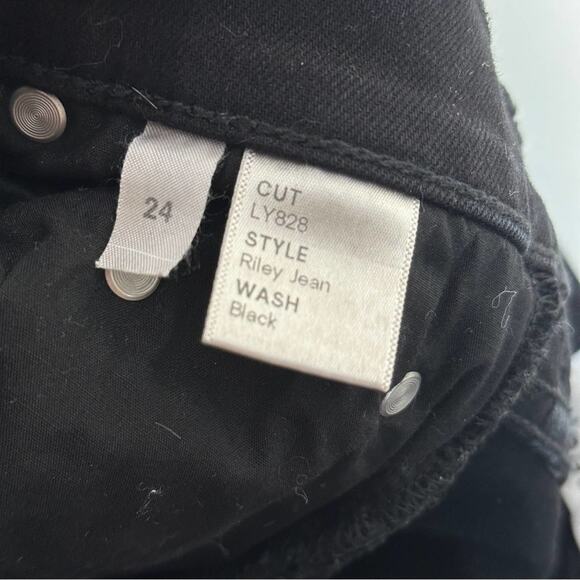 24
CUT
LY828
STYLE
Riley Jean
WASH
Black